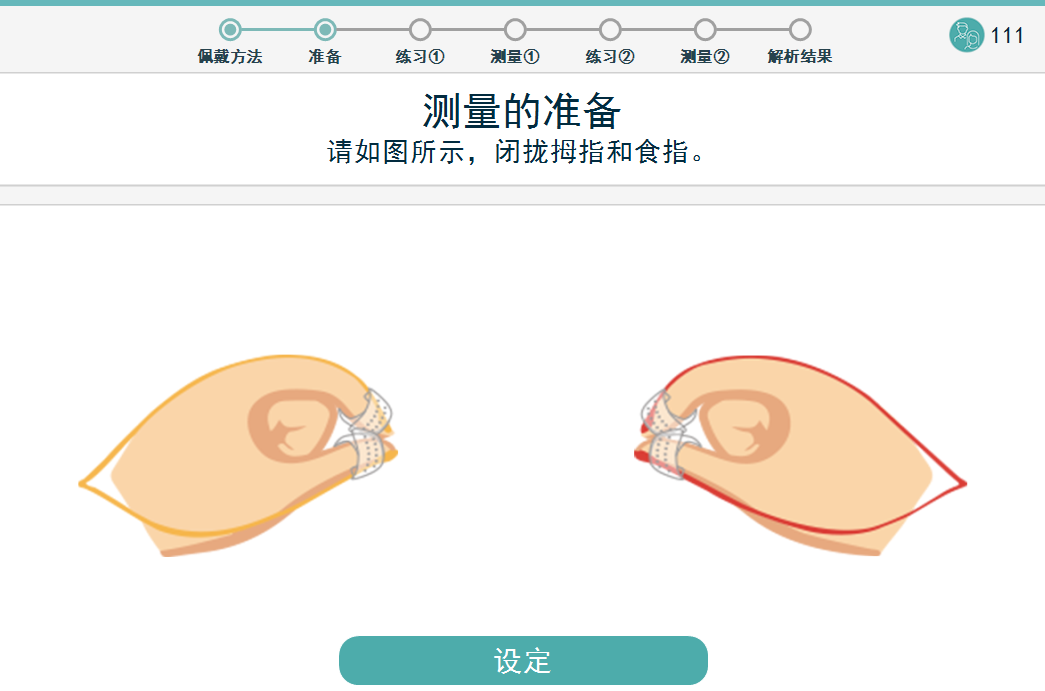 111
佩戴方法 准备 练习① 测量① 练习② 测量② 解析结果
测量的准备
请如图所示，闭拢拇指和食指。
设定